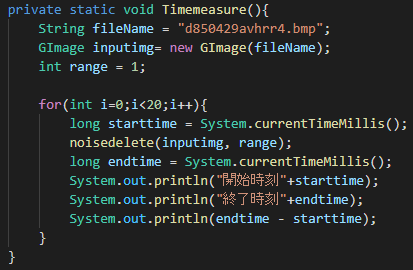 private static void Timemeasure(){
String fileName = "d850429avhrr4.bmp";
GImage inputimg= new GImage(fileName);
int range = 1;
for(int i=0;i<20;i++){
long starttime = System.currentTimeMillis();
noisedelete(inputimg, range);
long endtime = System.currentTimeMillis();
System.out.println("開始時刻"+starttime);
System.out.println("終了時刻"+endtime);
System.out.println(endtime - starttime);
}
}